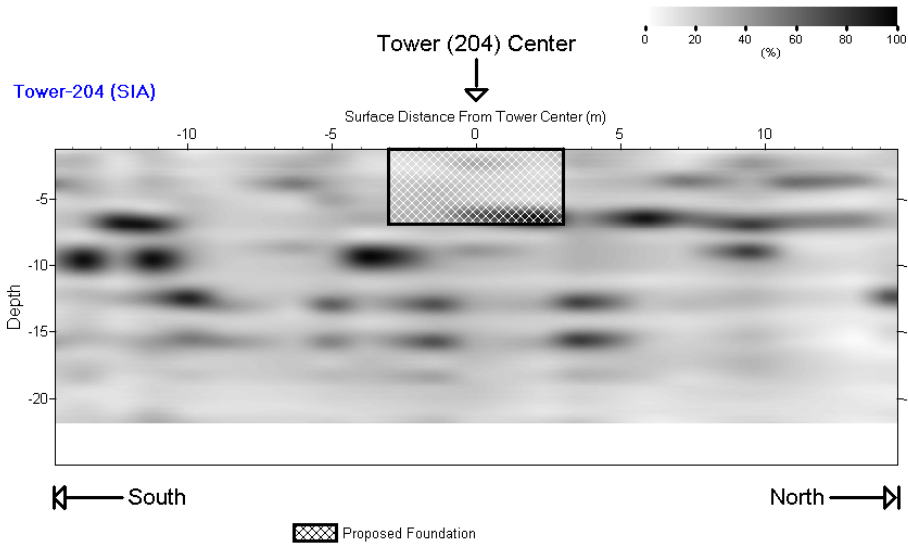 0 20 40 60 80 100
(%)
Tower (204) Center
Tower-204 (SIA)
Surface Distance From Tower Center (m)
-10 -5 0 5 10
-5
-10
-15
-20
Depth
South
North
Proposed Foundation